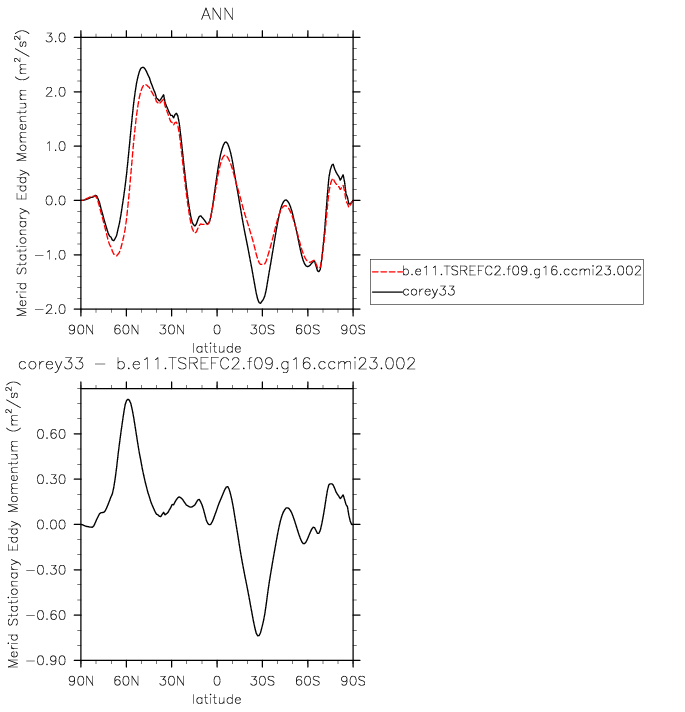 ANN
Merid Stationary Eddy Momentum (m²/s²)
3.0
2.0
1.0
0.0
−1.0
−2.0
90N 60N 30N 0 30S 60S 90S
latitude
b.e11.TSREFC2.f09.g16.ccmi23.002
corey33
corey33 − b.e11.TSREFC2.f09.g16.ccmi23.002
Merid Stationary Eddy Momentum (m²/s²)
0.60
0.30
0.00
−0.30
−0.60
−0.90
90N 60N 30N 0 30S 60S 90S
latitude